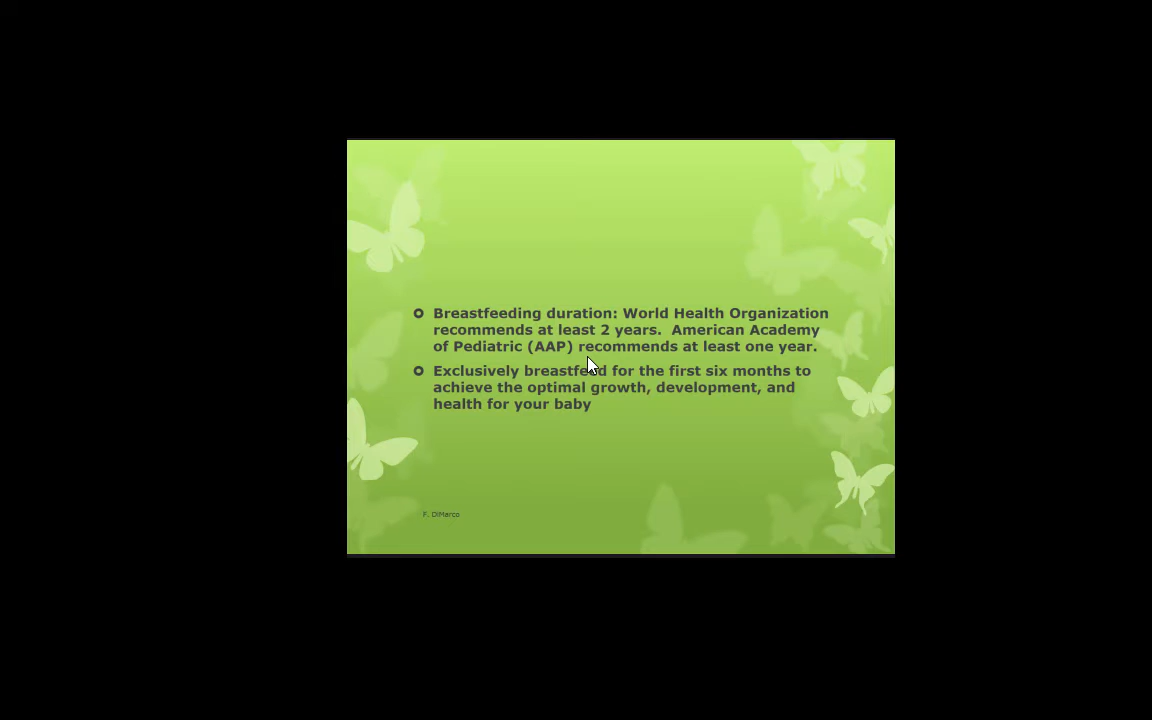 Breastfeeding duration: World Health Organization
recommends at least 2 years.  American Academy
of Pediatric (AAP) recommends at least one year.
Exclusively breastfeed for the first six months to
achieve the optimal growth, development, and
health for your baby
F. DiMarco